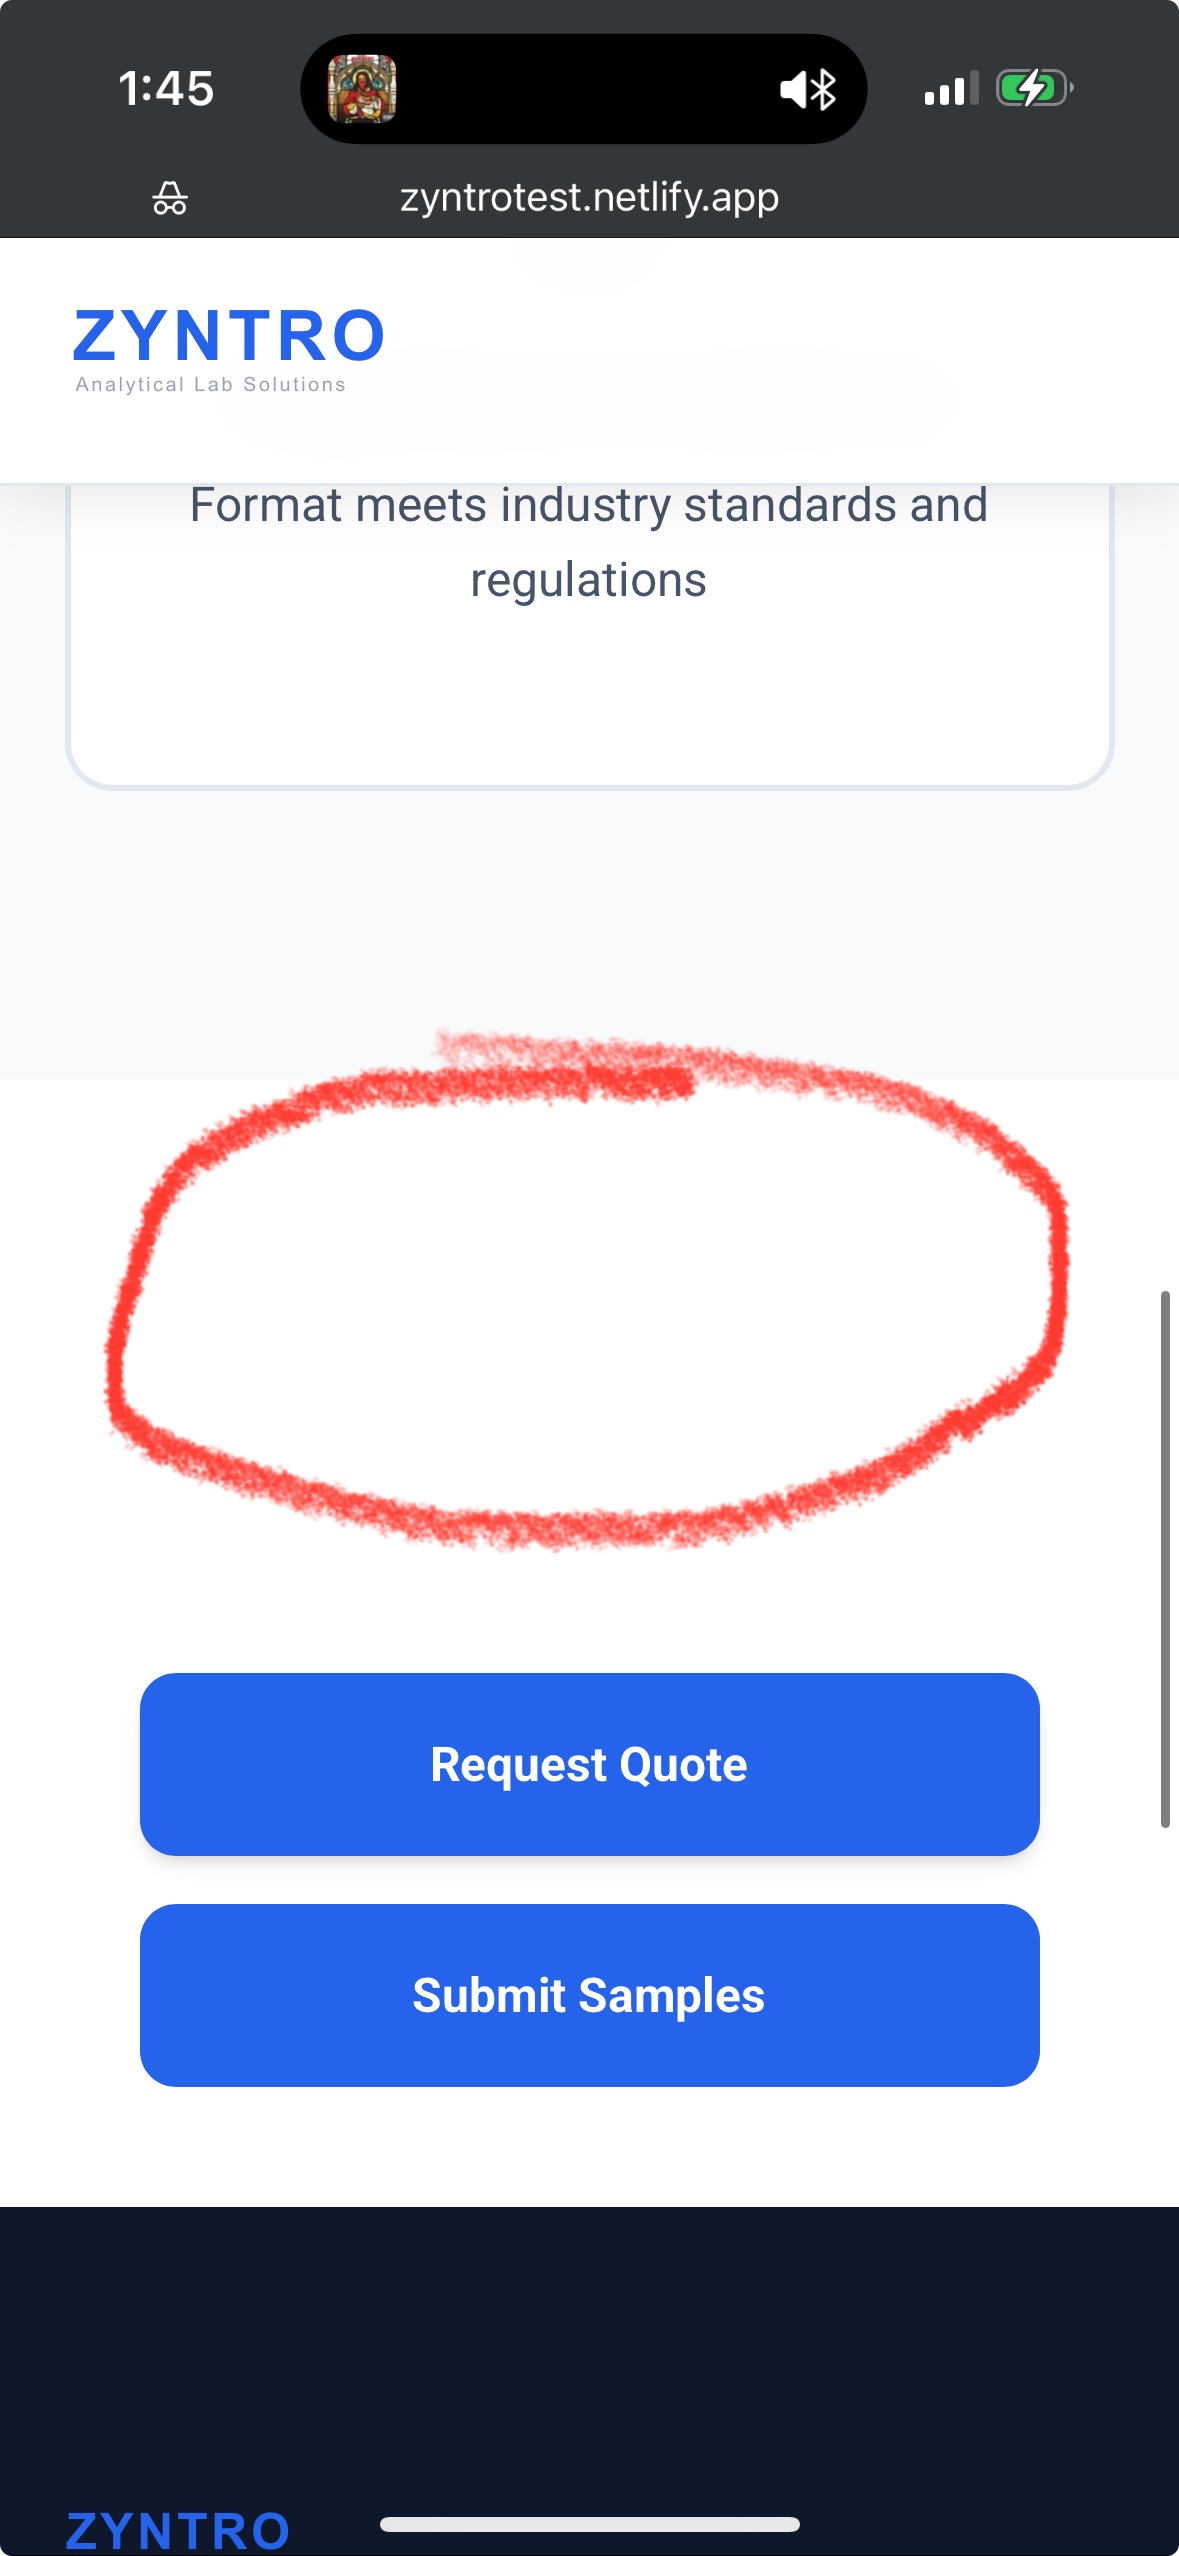 1:45
zyntrotest.netlify.app
ZYNTRO
Analytical Lab Solutions
Format meets industry standards and
regulations
Request Quote
Submit Samples
ZYNTRO